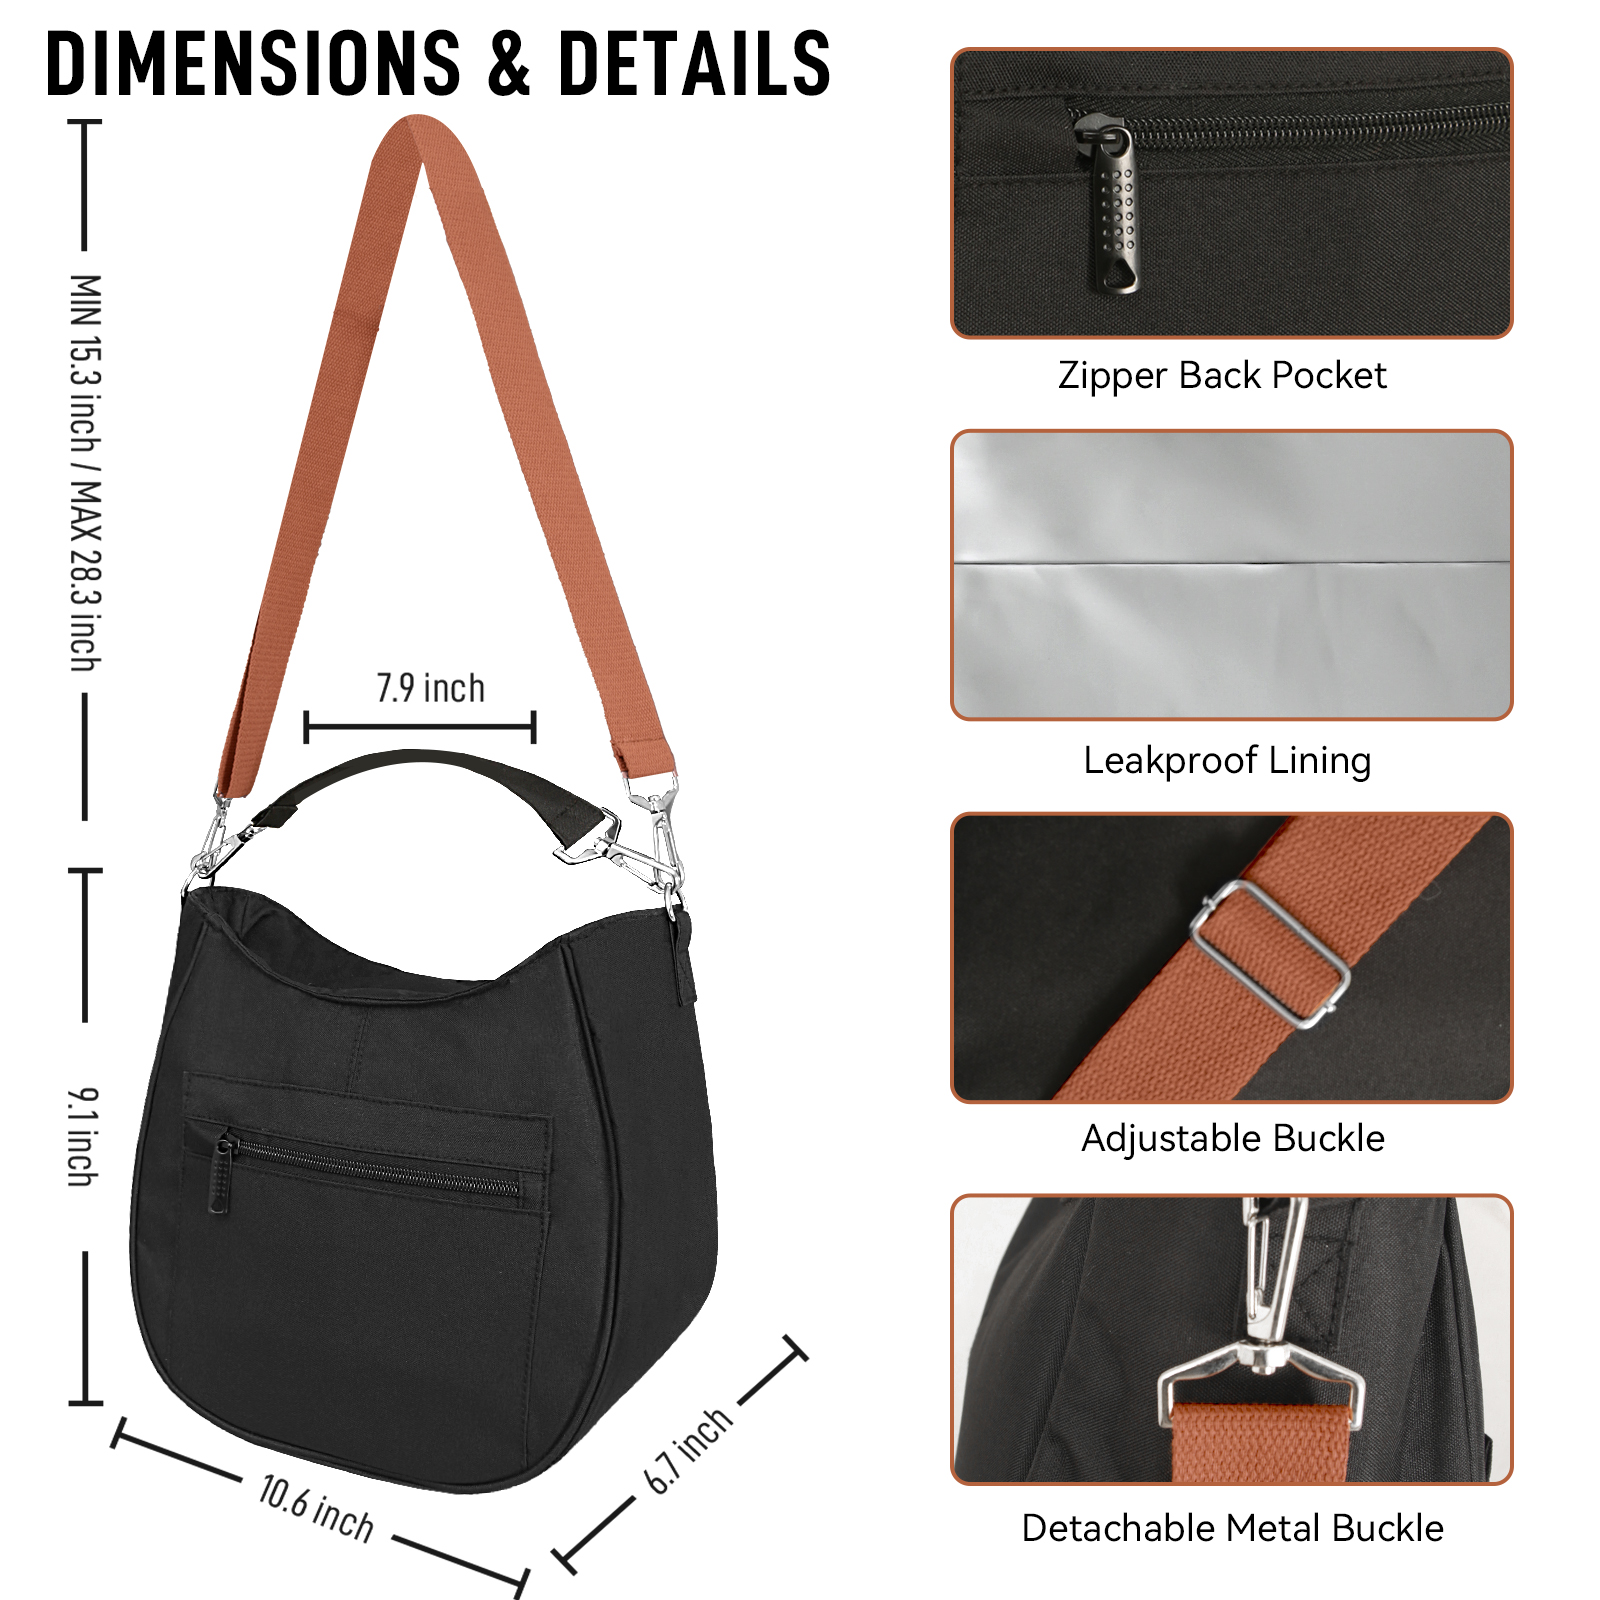 DIMENSIONS & DETAILS
MIN 15.3 inch / MAX 28.3 inch
7.9 inch
9.1 inch
10.6 inch
6.7 inch
Zipper Back Pocket
Leakproof Lining
Adjustable Buckle
Detachable Metal Buckle